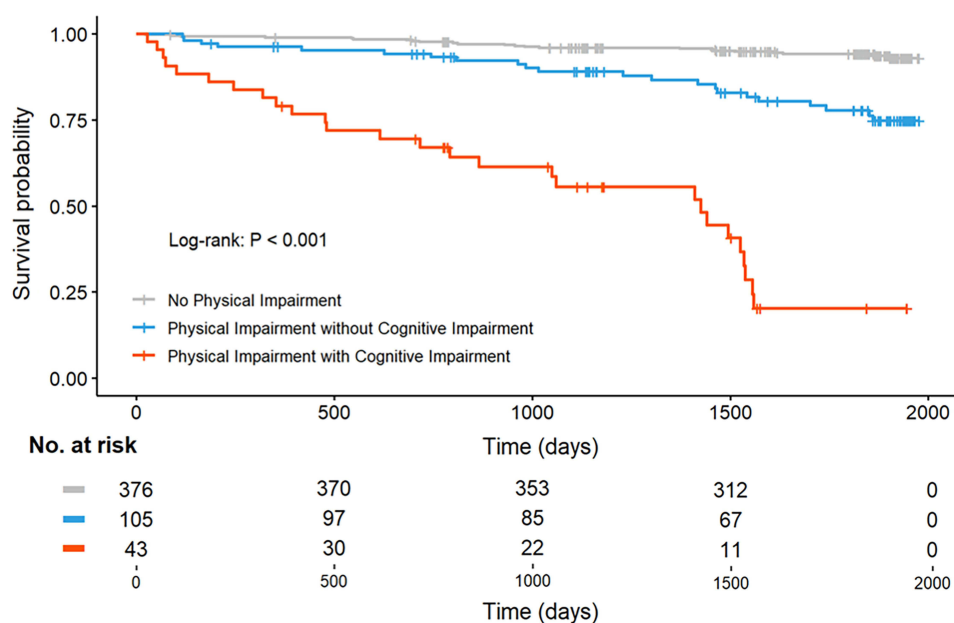 1.00
0.75
0.50
0.25
0.00
Survival probability
Log-rank: P < 0.001
No Physical Impairment
Physical Impairment without Cognitive Impairment
Physical Impairment with Cognitive Impairment
0 500 1000 1500 2000
Time (days)
No. at risk
376 370 353 312 0
105 97 85 67 0
43 30 22 11 0
0 500 1000 1500 2000
Time (days)